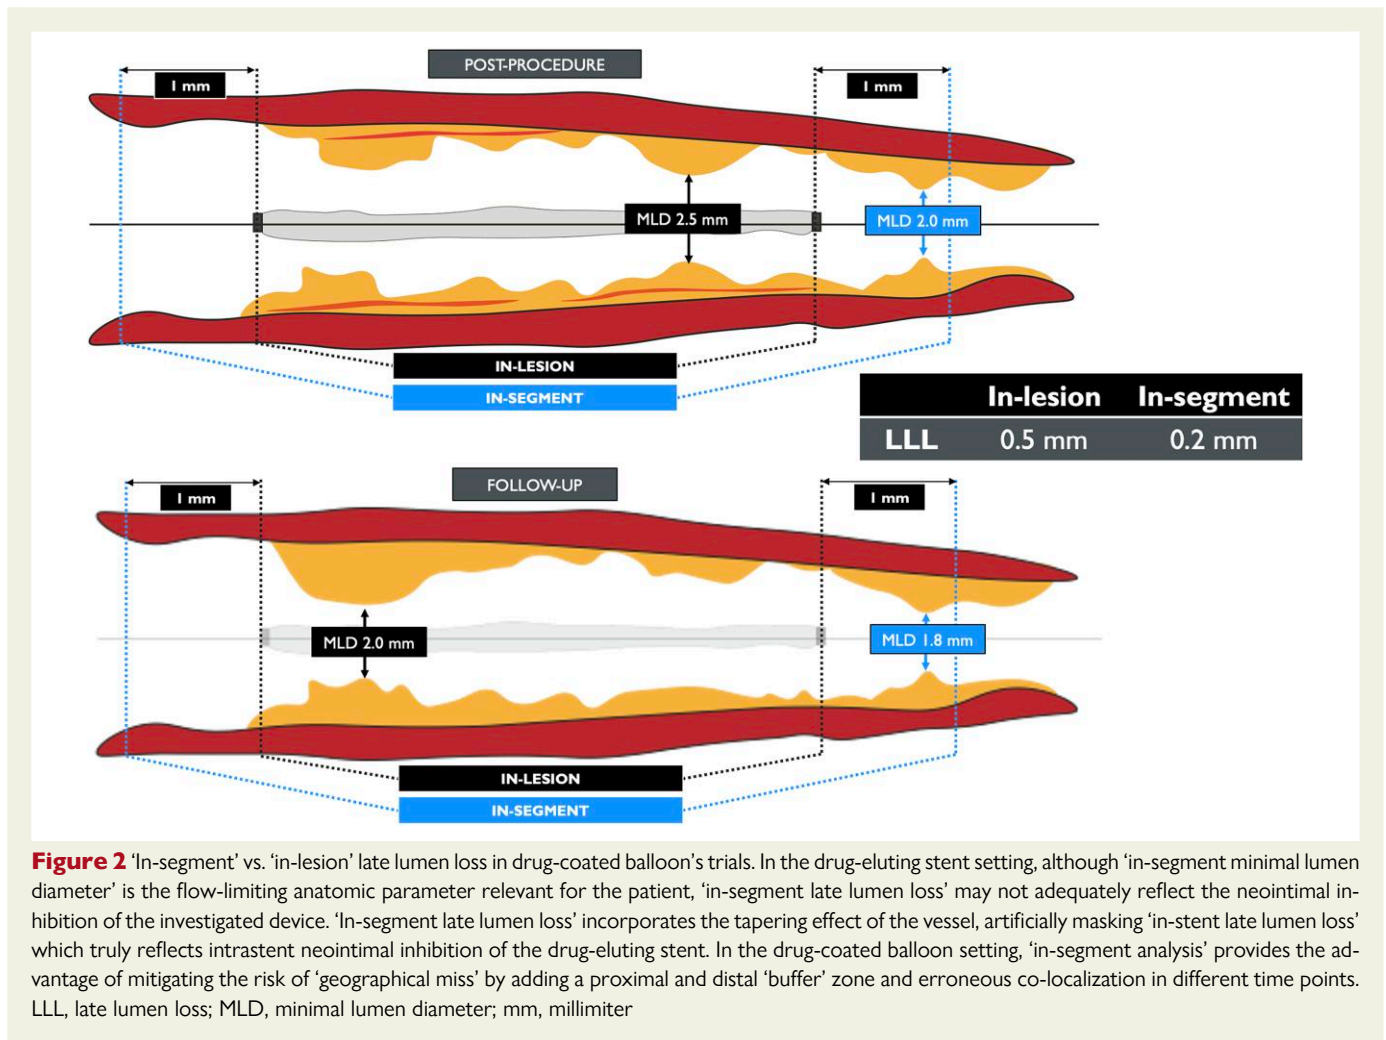 POST-PROCEDURE
1 mm
1 mm
MLD 2.5 mm
MLD 2.0 mm
IN-LESION
IN-SEGMENT
In-lesion In-segment
LLL 0.5 mm 0.2 mm
FOLLOW-UP
1 mm
1 mm
MLD 2.0 mm
MLD 1.8 mm
IN-LESION
IN-SEGMENT
Figure 2 ‘In-segment’ vs. ‘in-lesion’ late lumen loss in drug-coated balloon’s trials. In the drug-eluting stent setting, although ‘in-segment minimal lumen
diameter’ is the flow-limiting anatomic parameter relevant for the patient, ‘in-segment late lumen loss’ may not adequately reflect the neointimal in-
hibition of the investigated device. ‘In-segment late lumen loss’ incorporates the tapering effect of the vessel, artificially masking ‘in-stent late lumen loss’
which truly reflects intrastent neointimal inhibition of the drug-eluting stent. In the drug-coated balloon setting, ‘in-segment analysis’ provides the ad-
vantage of mitigating the risk of ‘geographical miss’ by adding a proximal and distal ‘buffer’ zone and erroneous co-localization in different time points.
LLL, late lumen loss; MLD, minimal lumen diameter; mm, millimiter